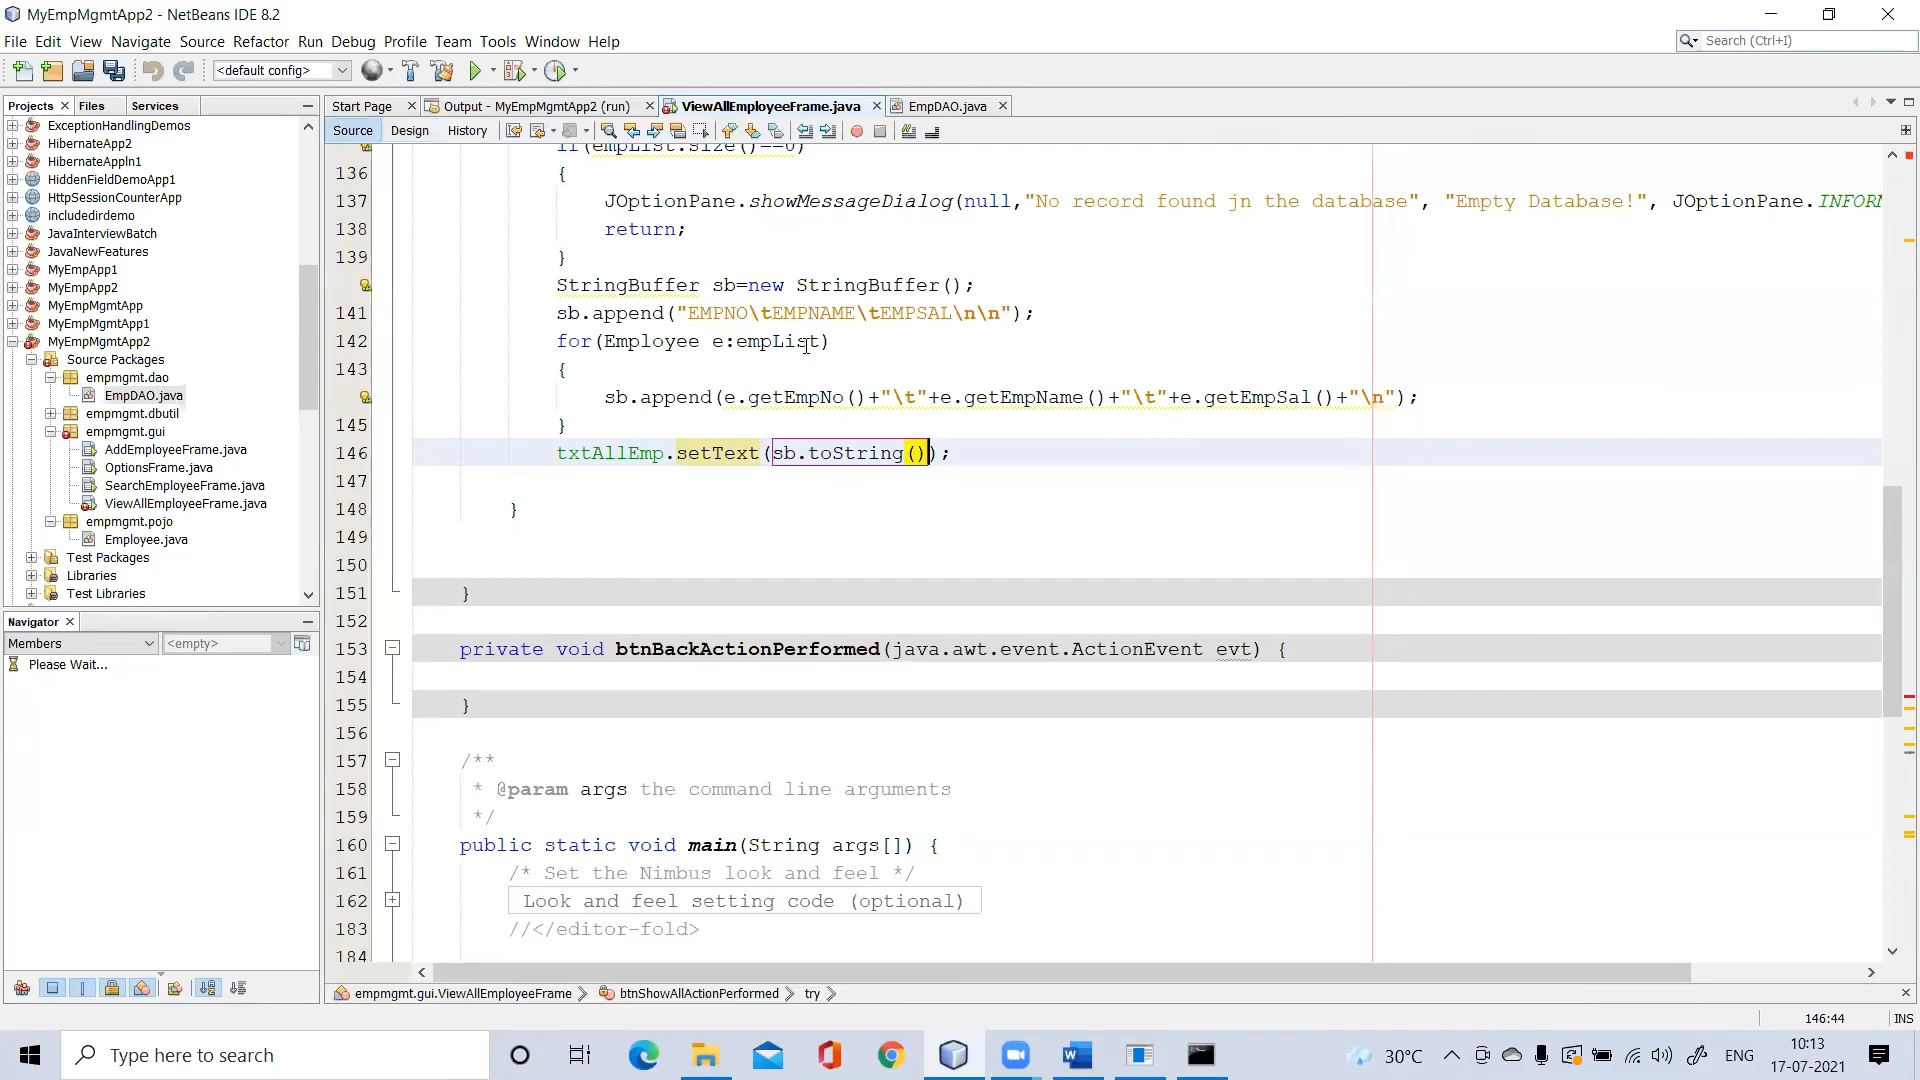 MyEmpMgmtApp2 - NetBeans IDE 8.2
File Edit View Navigate Source Refactor Run Debug Profile Team Tools Window Help
Search (Ctrl+I)
<default config>
Projects Files Services
Start Page Output - MyEmpMgmtApp2 (run) ViewAllEmployeeFrame.java EmpDAO.java
Source Design History
ExceptionHandlingDemos
HibernateApp2
HibernateAppln1
HiddenFieldDemoApp1
HttpSessionCounterApp
includedirdemo
JavaInterviewBatch
JavaNewFeatures
MyEmpApp1
MyEmpApp2
MyEmpMgmtApp
MyEmpMgmtApp1
MyEmpMgmtApp2
Source Packages
empmgmt.dao
EmpDAO.java
empmgmt.dbutil
empmgmt.gui
AddEmployeeFrame.java
OptionsFrame.java
SearchEmployeeFrame.java
ViewAllEmployeeFrame.java
empmgmt.pojo
Employee.java
Test Packages
Libraries
Test Libraries
Navigator
Members <empty>
Please Wait...
if(empList.size()==0)
136 {
137 JOptionPane.showMessageDialog(null,"No record found jn the database", "Empty Database!", JOptionPane.INFORM
138 return;
139 }
StringBuffer sb=new StringBuffer();
141 sb.append("EMPNO\tEMPNAME\tEMPSAL\n\n");
142 for(Employee e:empList)
143 {
sb.append(e.getEmpNo()+"\t"+e.getEmpName()+"\t"+e.getEmpSal()+"\n");
145 }
146 txtAllEmp.setText(sb.toString());
147
148 }
149
150
151 }
152
153 private void btnBackActionPerformed(java.awt.event.ActionEvent evt) {
154
155 }
156
157 /**
158 * @param args the command line arguments
159 */
160 public static void main(String args[]) {
161 /* Set the Nimbus look and feel */
162 Look and feel setting code (optional)
183 //</editor-fold>
184
empmgmt.gui.ViewAllEmployeeFrame btnShowAllActionPerformed try
146:44 INS
Type here to search
30°C
ENG
10:13
17-07-2021